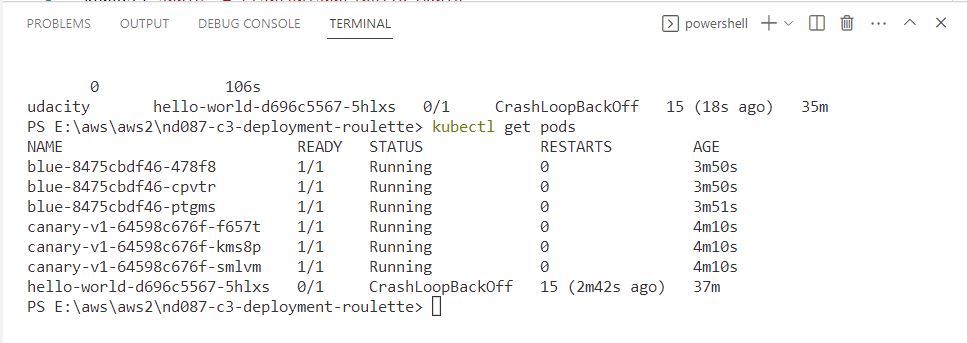 PROBLEMS OUTPUT DEBUG CONSOLE TERMINAL powershell
0 106s
udacity hello-world-d696c5567-5hlxs 0/1 CrashLoopBackOff 15 (18s ago) 35m
PS E:\aws\aws2\nd087-c3-deployment-roulette> kubectl get pods
NAME READY STATUS RESTARTS AGE
blue-8475cbdf46-478f8 1/1 Running 0 3m50s
blue-8475cbdf46-cpvtr 1/1 Running 0 3m50s
blue-8475cbdf46-ptgms 1/1 Running 0 3m51s
canary-v1-64598c676f-f657t 1/1 Running 0 4m10s
canary-v1-64598c676f-kms8p 1/1 Running 0 4m10s
canary-v1-64598c676f-smlvm 1/1 Running 0 4m10s
hello-world-d696c5567-5hlxs 0/1 CrashLoopBackOff 15 (2m42s ago) 37m
PS E:\aws\aws2\nd087-c3-deployment-roulette>